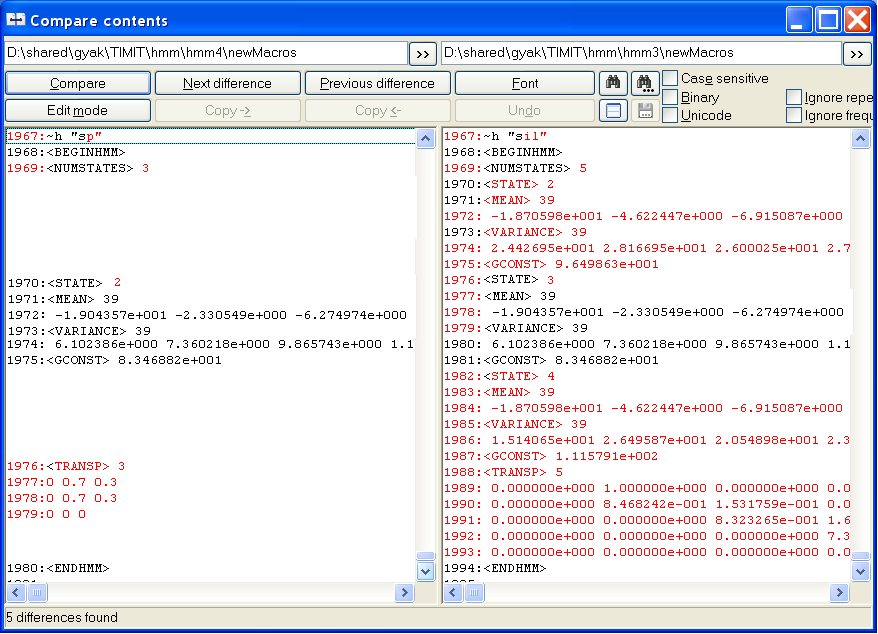 Compare contents
D:\shared\gyak\TIMIT\hmm\hmm4\newMacros >> D:\shared\gyak\TIMIT\hmm\hmm3\newMacros >>
Compare Next difference Previous difference Font Case sensitive
Binary Ignore repe
Edit mode Copy -> Copy <- Undo Unicode Ignore frequ
1967:~h "sp"
1968:<BEGINHMM>
1969:<NUMSTATES> 3
1970:<STATE> 2
1971:<MEAN> 39
1972: -1.904357e+001 -2.330549e+000 -6.274974e+000
1973:<VARIANCE> 39
1974: 6.102386e+000 7.360218e+000 9.865743e+000 1.1
1975:<GCONST> 8.346882e+001
1976:<TRANSP> 3
1977:0 0.7 0.3
1978:0 0.7 0.3
1979:0 0 0
1980:<ENDHMM>
1967:~h "sil"
1968:<BEGINHMM>
1969:<NUMSTATES> 5
1970:<STATE> 2
1971:<MEAN> 39
1972: -1.870598e+001 -4.622447e+000 -6.915087e+000
1973:<VARIANCE> 39
1974: 2.442695e+001 2.816695e+001 2.600025e+001 2.7
1975:<GCONST> 9.649863e+001
1976:<STATE> 3
1977:<MEAN> 39
1978: -1.904357e+001 -2.330549e+000 -6.274974e+000
1979:<VARIANCE> 39
1980: 6.102386e+000 7.360218e+000 9.865743e+000 1.1
1981:<GCONST> 8.346882e+001
1982:<STATE> 4
1983:<MEAN> 39
1984: -1.870598e+001 -4.622447e+000 -6.915087e+000
1985:<VARIANCE> 39
1986: 1.514065e+001 2.649587e+001 2.054898e+001 2.3
1987:<GCONST> 1.115791e+002
1988:<TRANSP> 5
1989: 0.000000e+000 1.000000e+000 0.000000e+000 0.0
1990: 0.000000e+000 8.468242e-001 1.531759e-001 0.0
1991: 0.000000e+000 0.000000e+000 8.323265e-001 1.6
1992: 0.000000e+000 0.000000e+000 0.000000e+000 7.3
1993: 0.000000e+000 0.000000e+000 0.000000e+000 0.0
1994:<ENDHMM>
5 differences found